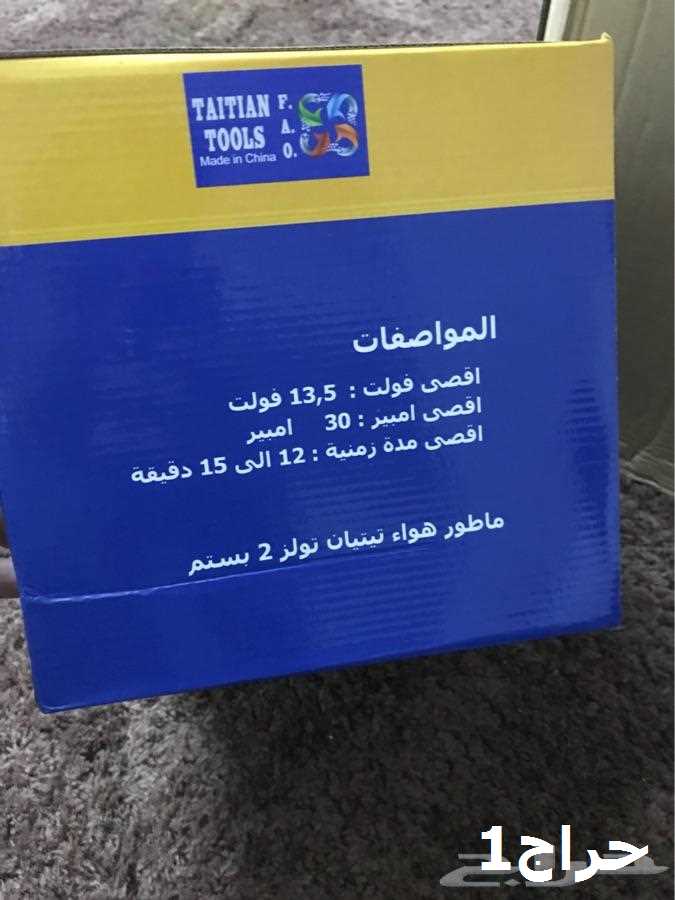 TAITIAN
TOOLS
Made in China
F.
A.
O.
المواصفات
اقصى فولت : 13,5 فولت
اقصى امبير : 30 امبير
اقصى مدة زمنية : 12 الى 15 دقيقة
ماطور هواء تيتيان تولز 2 بستم
حراج1